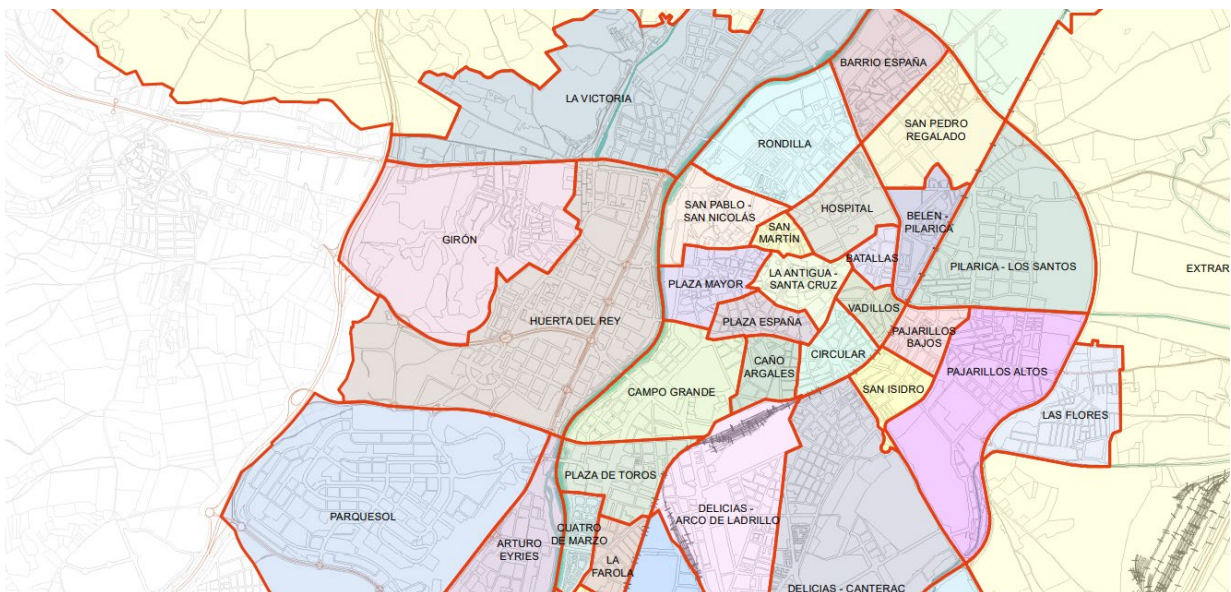 BARRIO ESPAÑA
LA VICTORIA
SAN PEDRO
REGALADO
RONDILLA
SAN PABLO -
SAN NICOLÁS
HOSPITAL
BELEN -
PILARICA
SAN
MARTÍN
GIRÓN
BATALLAS
PILARICA - LOS SANTOS
EXTRAR
PLAZA MAYOR
LA ANTIGUA -
SANTA CRUZ
VADILLOS
HUERTA DEL REY
PLAZA ESPAÑA
PAJARILLOS
BAJOS
CIRCULAR
CAÑO
ARGALES
PAJARILLOS ALTOS
CAMPO GRANDE
SAN ISIDRO
LAS FLORES
PLAZA DE TOROS
PARQUESOL
DELICIAS -
ARCO DE LADRILLO
CUATRO
DE MARZO
ARTURO
EYRIES
LA
FAROLA
DELICIAS - CANTERAC